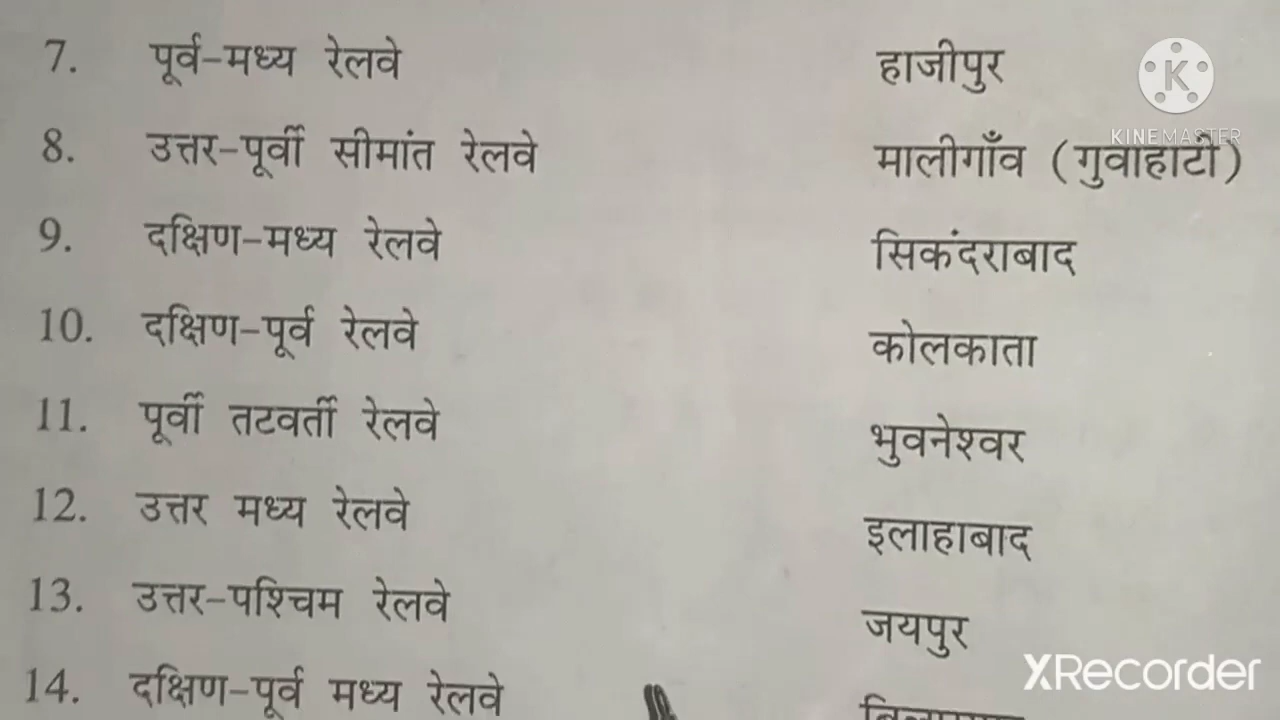 7. पूर्व-मध्य रेलवे हाजीपुर
K
KINEMASTER
8. उत्तर-पूर्वी सीमांत रेलवे मालीगाँव (गुवाहाटी)
9. दक्षिण-मध्य रेलवे सिकंदराबाद
10. दक्षिण-पूर्व रेलवे कोलकाता
11. पूर्वी तटवर्ती रेलवे भुवनेश्वर
12. उत्तर मध्य रेलवे इलाहाबाद
13. उत्तर-पश्चिम रेलवे जयपुर
XRecorder
14. दक्षिण-पूर्व मध्य रेलवे